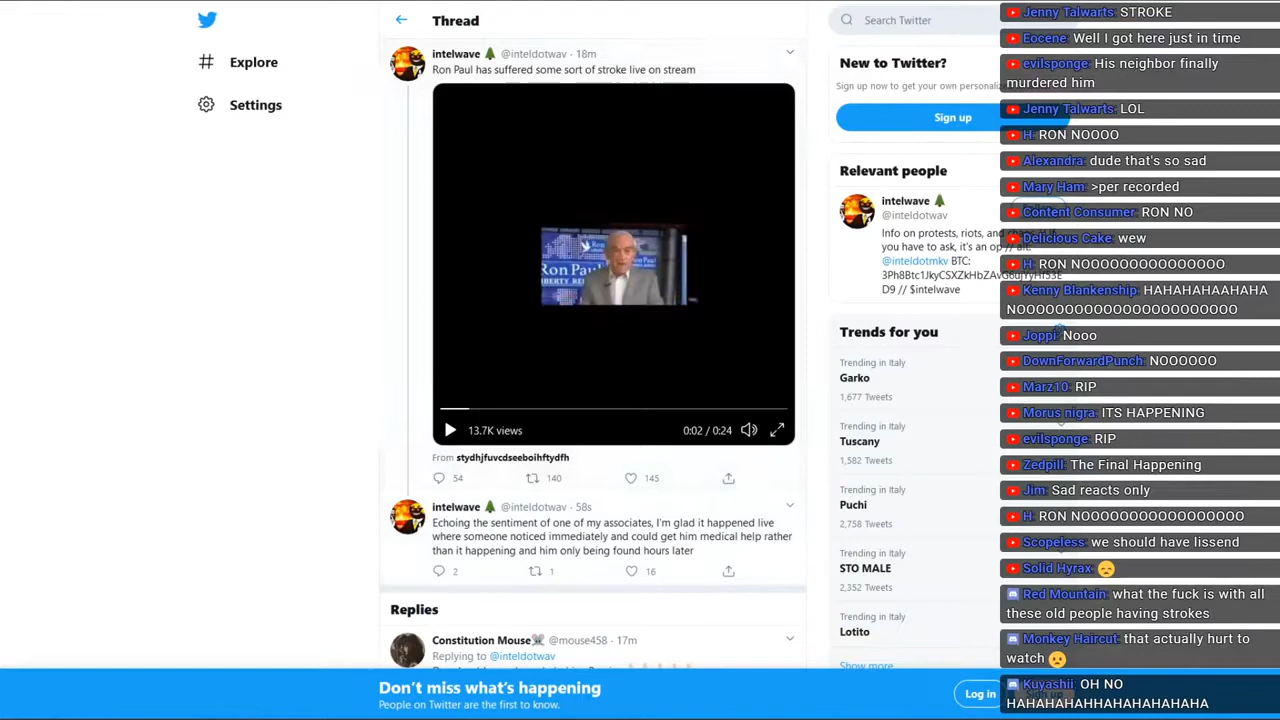 Thread
Explore
Settings
intelwave 🌲 @inteldotwav · 18m
Ron Paul has suffered some sort of stroke live on stream
Ron Paul
LIBERTY RE
13.7K views
0:02 / 0:24
From stydhjfuvcdseeboihftydfh
54
140
145
intelwave 🌲 @inteldotwav · 58s
Echoing the sentiment of one of my associates, I'm glad it happened live
where someone noticed immediately and could get him medical help rather
than it happening and him only being found hours later
2
1
16
Replies
Constitution Mouse☠ @mouse458 · 17m
Replying to @inteldotwav
Search Twitter
New to Twitter?
Sign up now to get your personaliz
Sign up
Relevant people
intelwave 🌲
@inteldotwav
Info on protests, riots, and
you have to ask, it's an op // alt:
@inteldotmkv BTC:
3Ph8Btc1JkyCSXZkHbZAvG6ujYyHf53E
D9 // $intelwave
Trends for you
Trending in Italy
Garko
1,677 Tweets
Trending in Italy
Tuscany
1,582 Tweets
Trending in Italy
Puchi
2,758 Tweets
Trending in Italy
STO MALE
2,352 Tweets
Trending in Italy
Lotito
Show more
Don't miss what's happening
People on Twitter are the first to know.
Log in
Sign up
Jenny Talwarts: STROKE
Eocene: Well I got here just in time
evilsponge: His neighbor finally
murdered him
Jenny Talwarts: LOL
H: RON NOOOO
Alexandra: dude that's so sad
Mary Ham: >per recorded
Content Consumer: RON NO
Delicious Cake: wew
H: RON NOOOOOOOOOOOOOOO
Kenny Blankenship: HAHAHAHAAHAHA
NOOOOOOOOOOOOOOOOOOOOOO
Joppi: Nooo
DownForwardPunch: NOOOOOO
Marz10: RIP
Morus nigra: ITS HAPPENING
evilsponge: RIP
Zedpill: The Final Happening
Jim: Sad reacts only
H: RON NOOOOOOOOOOOOOOOOO
Scopeless: we should have lissend
Solid Hyrax: 😞
Red Mountain: what the fuck is with all
these old people having strokes
Monkey Haircut: that actually hurt to
watch 🙁
Kuyashii: OH NO
HAHAHAHAHHAHAHAHAHAHA